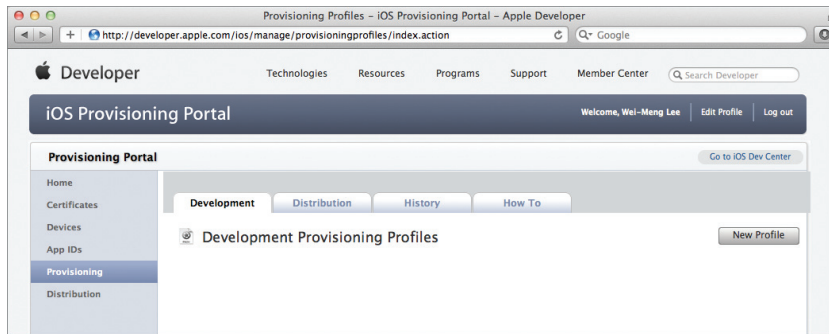 Provisioning Profiles – iOS Provisioning Portal – Apple Developer
http://developer.apple.com/ios/manage/provisioningprofiles/index.action
Google
Developer
Technologies Resources Programs Support Member Center Search Developer
iOS Provisioning Portal
Welcome, Wei-Meng Lee Edit Profile Log out
Provisioning Portal
Go to iOS Dev Center
Home
Certificates
Devices
App IDs
Provisioning
Distribution
Development Distribution History How To
Development Provisioning Profiles
New Profile